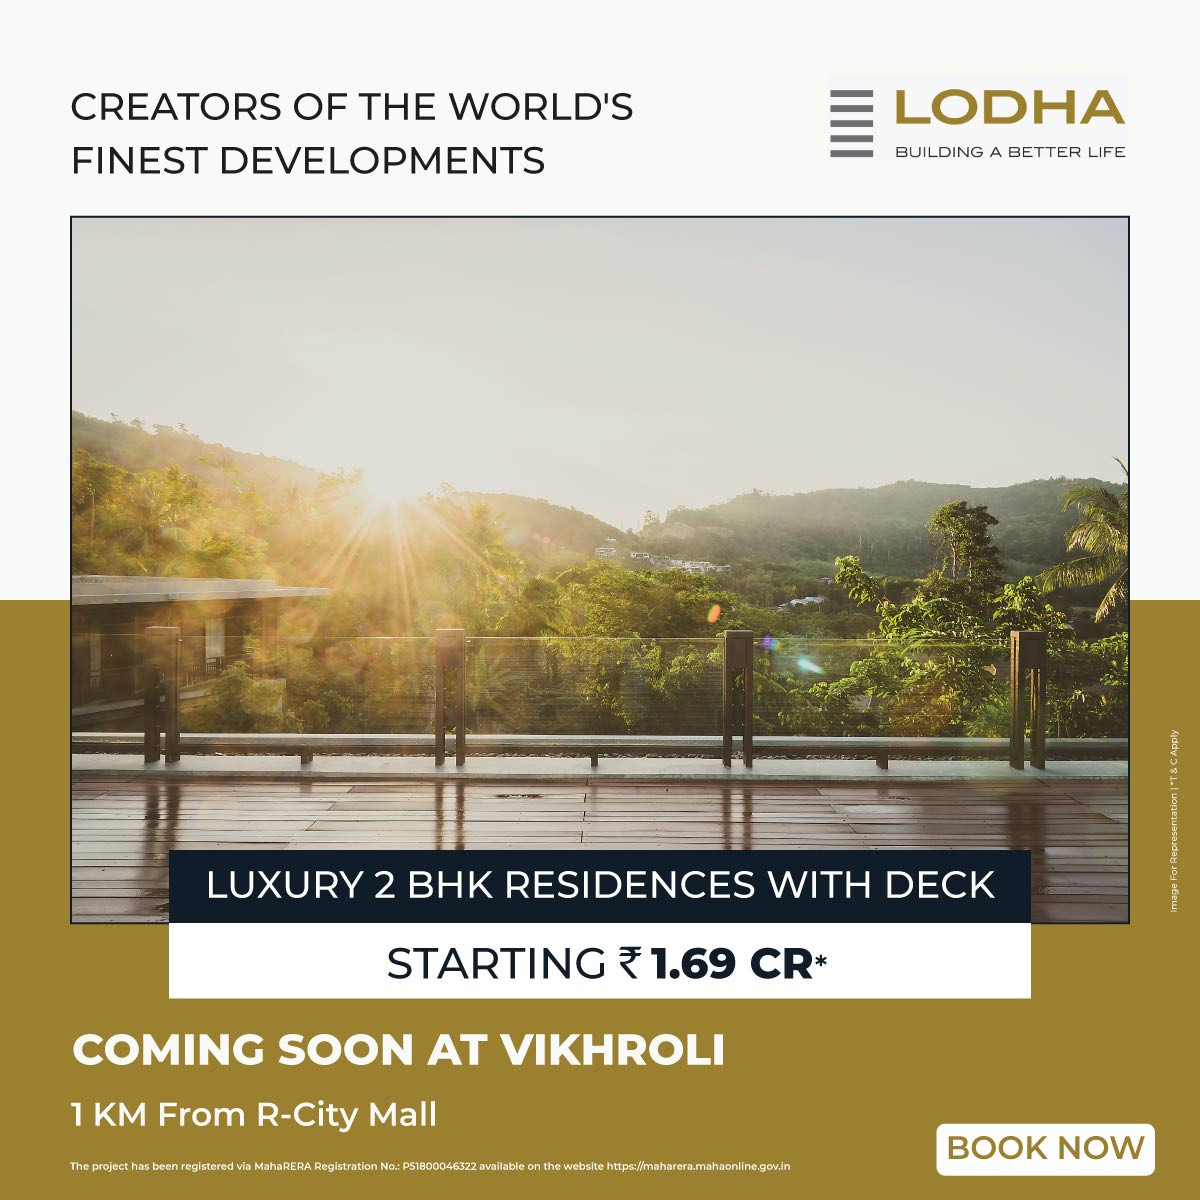 CREATORS OF THE WORLD'S
FINEST DEVELOPMENTS
LODHA
BUILDING A BETTER LIFE
LUXURY 2 BHK RESIDENCES WITH DECK
STARTING ₹ 1.69 CR*
COMING SOON AT VIKHROLI
1 KM From R-City Mall
BOOK NOW
The project has been registered via MahaRERA Registration No.: P51800046322 available on the website https://maharera.mahaonline.gov.in
Image For Representation | *T & C Apply